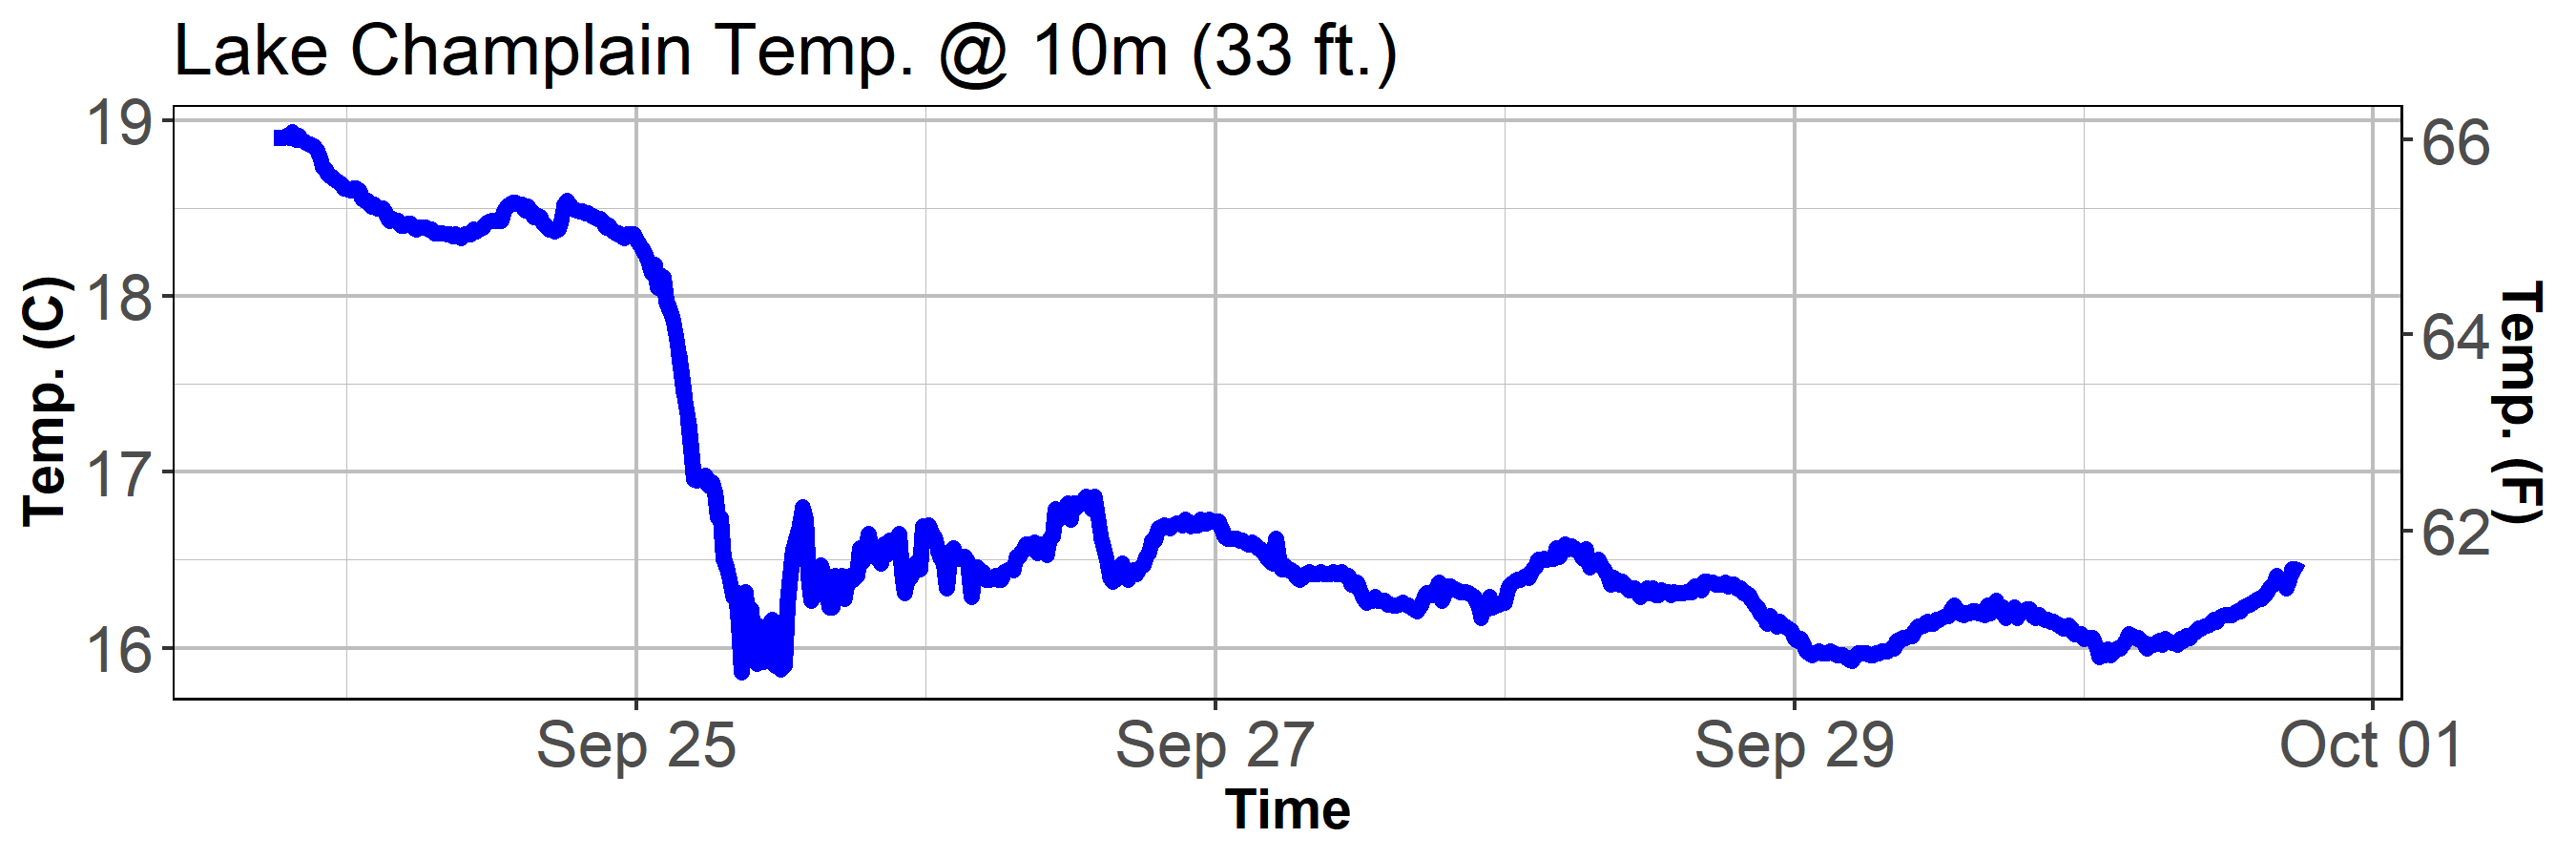 Lake Champlain Temp. @ 10m (33 ft.)
Temp. (C)
19
18
17
16
66
64
62
Temp. (F)
Sep 25
Sep 27
Sep 29
Oct 01
Time